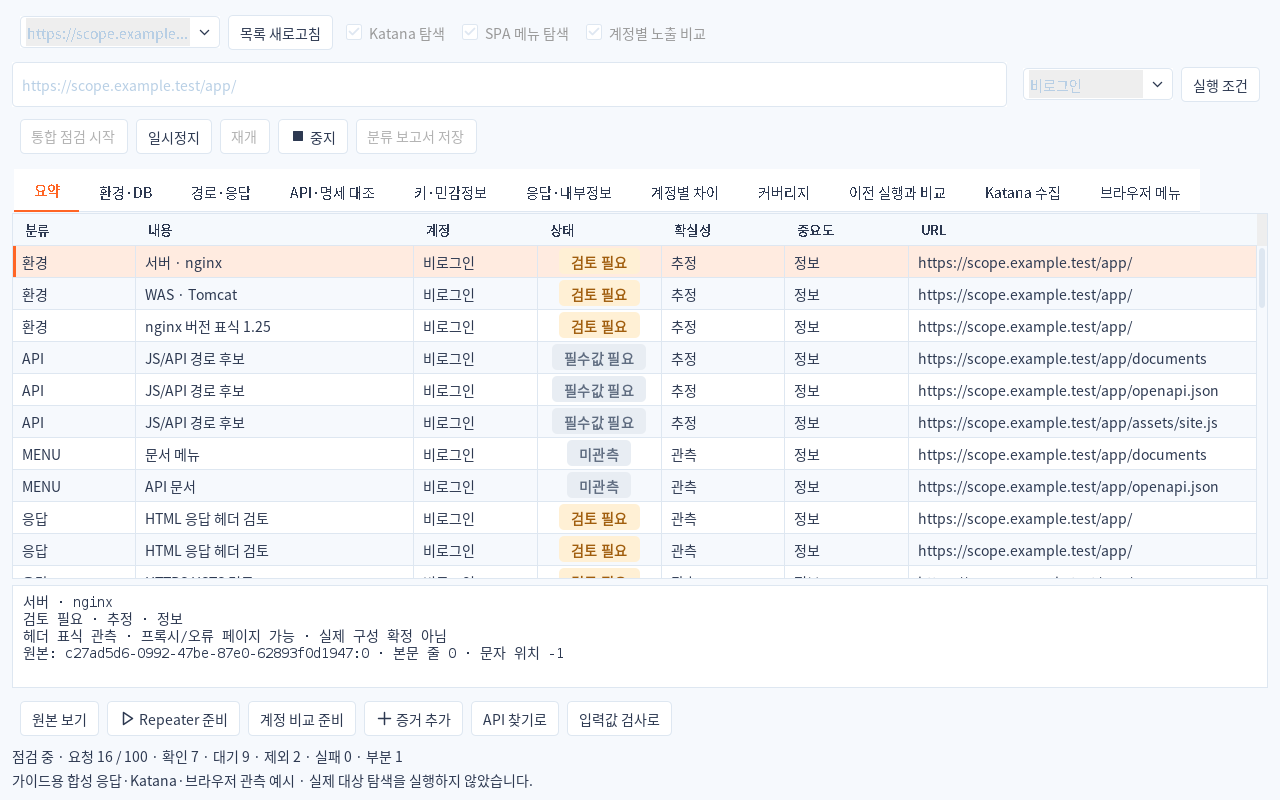 https://scope.example... 목록 새로고침 Katana 탐색 SPA 메뉴 탐색 계정별 노출 비교
https://scope.example.test/app/ 비로그인 실행 조건
통합 점검 시작 일시정지 재개 중지 분류 보고서 저장
요약 환경·DB 경로·응답 API·명세 대조 키·민감정보 응답·내부정보 계정별 차이 커버리지 이전 실행과 비교 Katana 수집 브라우저 메뉴
분류 내용 계정 상태 확실성 중요도 URL
환경 서버 · nginx 비로그인 검토 필요 추정 정보 https://scope.example.test/app/
환경 WAS · Tomcat 비로그인 검토 필요 추정 정보 https://scope.example.test/app/
환경 nginx 버전 표식 1.25 비로그인 검토 필요 추정 정보 https://scope.example.test/app/
API JS/API 경로 후보 비로그인 필수값 필요 추정 정보 https://scope.example.test/app/documents
API JS/API 경로 후보 비로그인 필수값 필요 추정 정보 https://scope.example.test/app/openapi.json
API JS/API 경로 후보 비로그인 필수값 필요 추정 정보 https://scope.example.test/app/assets/site.js
MENU 문서 메뉴 비로그인 미관측 관측 정보 https://scope.example.test/app/documents
MENU API 문서 비로그인 미관측 관측 정보 https://scope.example.test/app/openapi.json
응답 HTML 응답 헤더 검토 비로그인 검토 필요 관측 정보 https://scope.example.test/app/
응답 HTML 응답 헤더 검토 비로그인 검토 필요 관측 정보 https://scope.example.test/app/
서버 · nginx
검토 필요 · 추정 · 정보
헤더 표식 관측 · 프록시/오류 페이지 가능 · 실제 구성 확정 아님
원본: c27ad5d6-0992-47be-87e0-62893f0d1947:0 · 본문 줄 0 · 문자 위치 -1
원본 보기 Repeater 준비 계정 비교 준비 증거 추가 API 찾기로 입력값 검사로
점검 중 · 요청 16 / 100 · 확인 7 · 대기 9 · 제외 2 · 실패 0 · 부분 1
가이드용 합성 응답·Katana·브라우저 관측 예시 · 실제 대상 탐색을 실행하지 않았습니다.